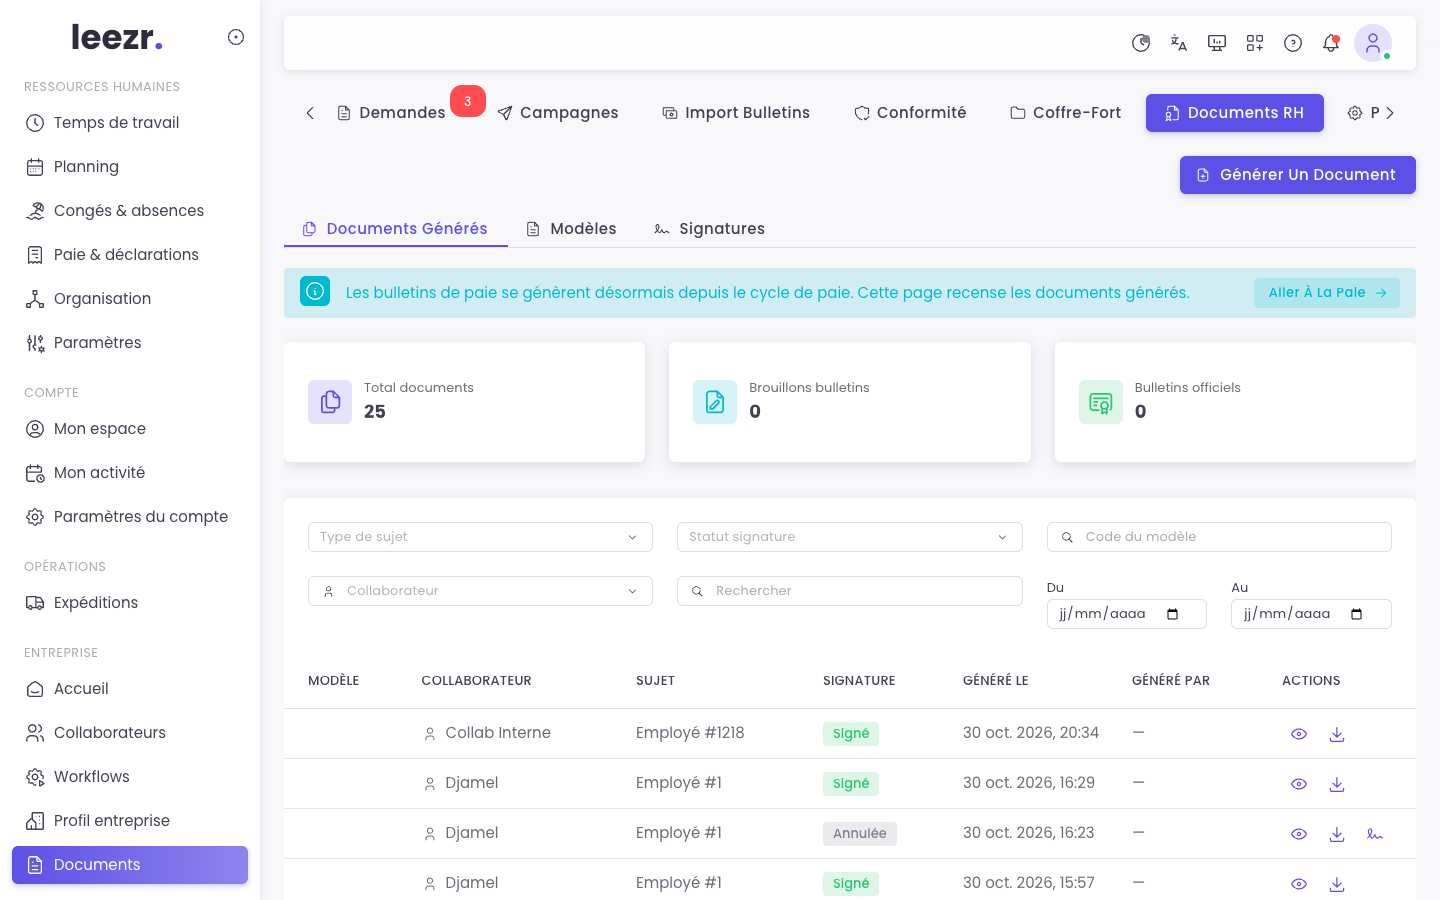 leezr.
RESSOURCES HUMAINES
Temps de travail
Planning
Congés & absences
Paie & déclarations
Organisation
Paramètres
COMPTE
Mon espace
Mon activité
Paramètres du compte
OPÉRATIONS
Expéditions
ENTREPRISE
Accueil
Collaborateurs
Workflows
Profil entreprise
Documents
Demandes 3 Campagnes Import Bulletins Conformité Coffre-Fort Documents RH P
Générer Un Document
Documents Générés Modèles Signatures
Les bulletins de paie se génèrent désormais depuis le cycle de paie. Cette page recense les documents générés. Aller À La Paie
Total documents
25
Brouillons bulletins
0
Bulletins officiels
0
Type de sujet Statut signature Code du modèle
Collaborateur Rechercher
Du Au
jj/mm/aaaa jj/mm/aaaa
MODÈLE COLLABORATEUR SUJET SIGNATURE GÉNÉRÉ LE GÉNÉRÉ PAR ACTIONS
Collab Interne Employé #1218 Signé 30 oct. 2026, 20:34 —
Djamel Employé #1 Signé 30 oct. 2026, 16:29 —
Djamel Employé #1 Annulée 30 oct. 2026, 16:23 —
Djamel Employé #1 Signé 30 oct. 2026, 15:57 —